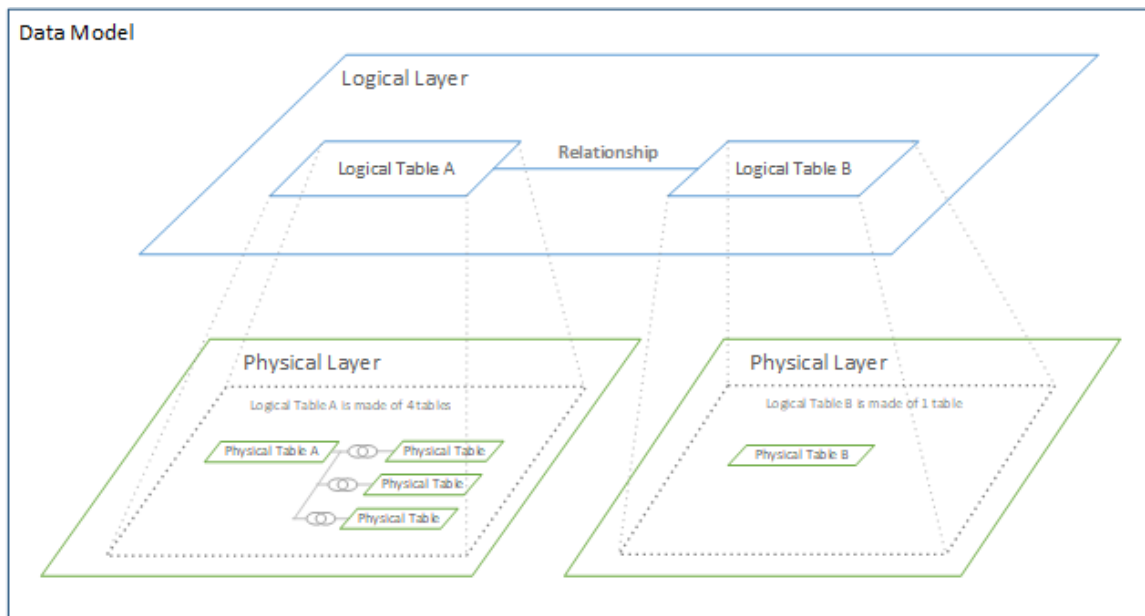 Data Model
Logical Layer
Logical Table A
Relationship
Logical Table B
Physical Layer
Logical Table A is made of 4 tables
Physical Table A
Physical Table
Physical Table
Physical Table
Physical Layer
Logical Table B is made of 1 table
Physical Table B